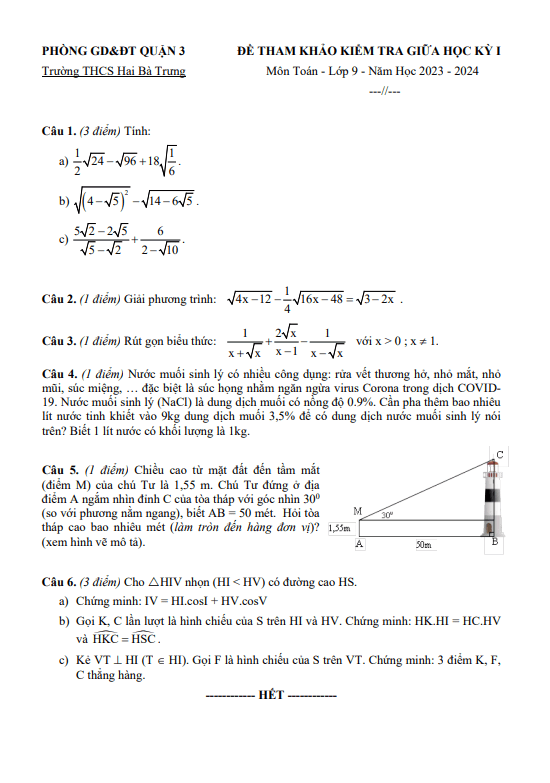 PHÒNG GD&ĐT QUẬN 3 ĐỀ THAM KHẢO KIỂM TRA GIỮA HỌC KỲ I
Trường THCS Hai Bà Trưng Môn Toán - Lớp 9 - Năm Học 2023 - 2024
---//---
Câu 1. (3 điểm) Tính:
a) \frac{1}{2}\sqrt{24} - \sqrt{96} + 18\sqrt{\frac{1}{6}}.
b) \sqrt{(4-\sqrt{5})^2} - \sqrt{14-6\sqrt{5}}.
c) \frac{5\sqrt{2}-2\sqrt{5}}{\sqrt{5}-\sqrt{2}} + \frac{6}{2-\sqrt{10}}.
Câu 2. (1 điểm) Giải phương trình: \sqrt{4x-12} - \frac{1}{4}\sqrt{16x-48} = \sqrt{3-2x}.
Câu 3. (1 điểm) Rút gọn biểu thức: \frac{1}{x+\sqrt{x}} + \frac{2\sqrt{x}}{x-1} - \frac{1}{x-\sqrt{x}} với x > 0 ; x ≠ 1.
Câu 4. (1 điểm) Nước muối sinh lý có nhiều công dụng: rửa vết thương hở, nhỏ mắt, nhỏ
mũi, súc miệng, … đặc biệt là súc họng nhằm ngăn ngừa virus Corona trong dịch COVID-
19. Nước muối sinh lý (NaCl) là dung dịch muối có nồng độ 0.9%. Cần pha thêm bao nhiêu
lít nước tinh khiết vào 9kg dung dịch muối 3,5% để có dung dịch nước muối sinh lý nói
trên? Biết 1 lít nước có khối lượng là 1kg.
Câu 5. (1 điểm) Chiều cao từ mặt đất đến tầm mắt
(điểm M) của chú Tư là 1,55 m. Chú Tư đứng ở địa
điểm A ngắm nhìn đỉnh C của tòa tháp với góc nhìn 30⁰
(so với phương nằm ngang), biết AB = 50 mét. Hỏi tòa
tháp cao bao nhiêu mét (làm tròn đến hàng đơn vị)?
(xem hình vẽ mô tả).
C
M
30⁰
1,55m
A
50m
B
Câu 6. (3 điểm) Cho △HIV nhọn (HI < HV) có đường cao HS.
a) Chứng minh: IV = HI.cosI + HV.cosV
b) Gọi K, C lần lượt là hình chiếu của S trên HI và HV. Chứng minh: HK.HI = HC.HV
và \widehat{HKC} = \widehat{HSC}.
c) Kẻ VT ⊥ HI (T ∈ HI). Gọi F là hình chiếu của S trên VT. Chứng minh: 3 điểm K, F,
C thẳng hàng.
------------ HẾT ------------